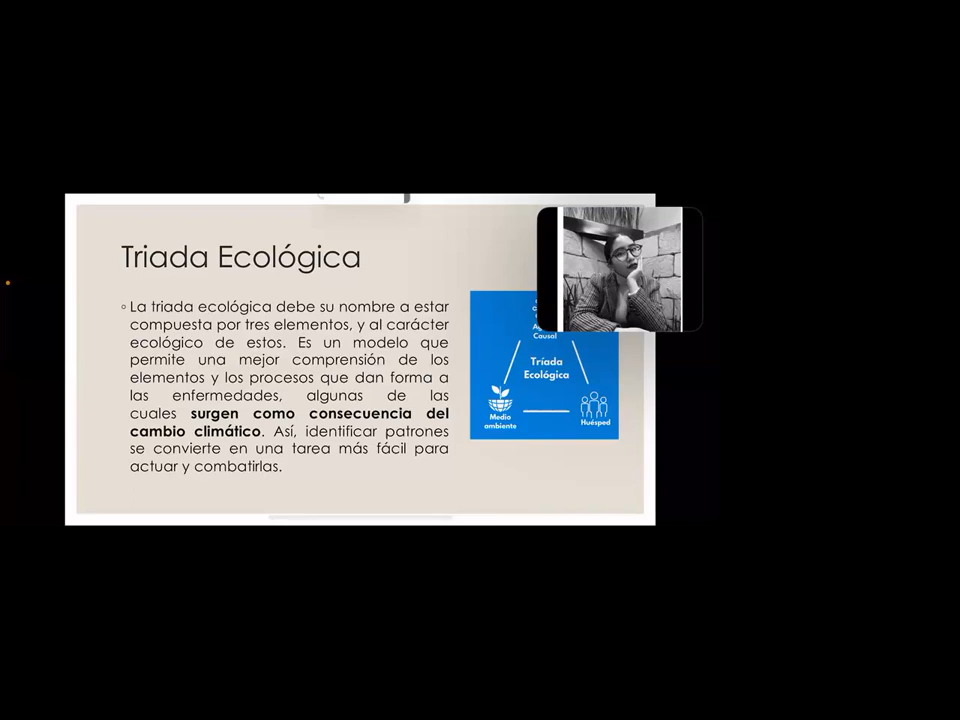 Triada Ecológica
La triada ecológica debe su nombre a estar
compuesta por tres elementos, y al carácter
ecológico de estos. Es un modelo que
permite una mejor comprensión de los
elementos y los procesos que dan forma a
las enfermedades, algunas de las
cuales surgen como consecuencia del
cambio climático. Así, identificar patrones
se convierte en una tarea más fácil para
actuar y combatirlas.
Causal
Tríada
Ecológica
Medio
ambiente
Huésped